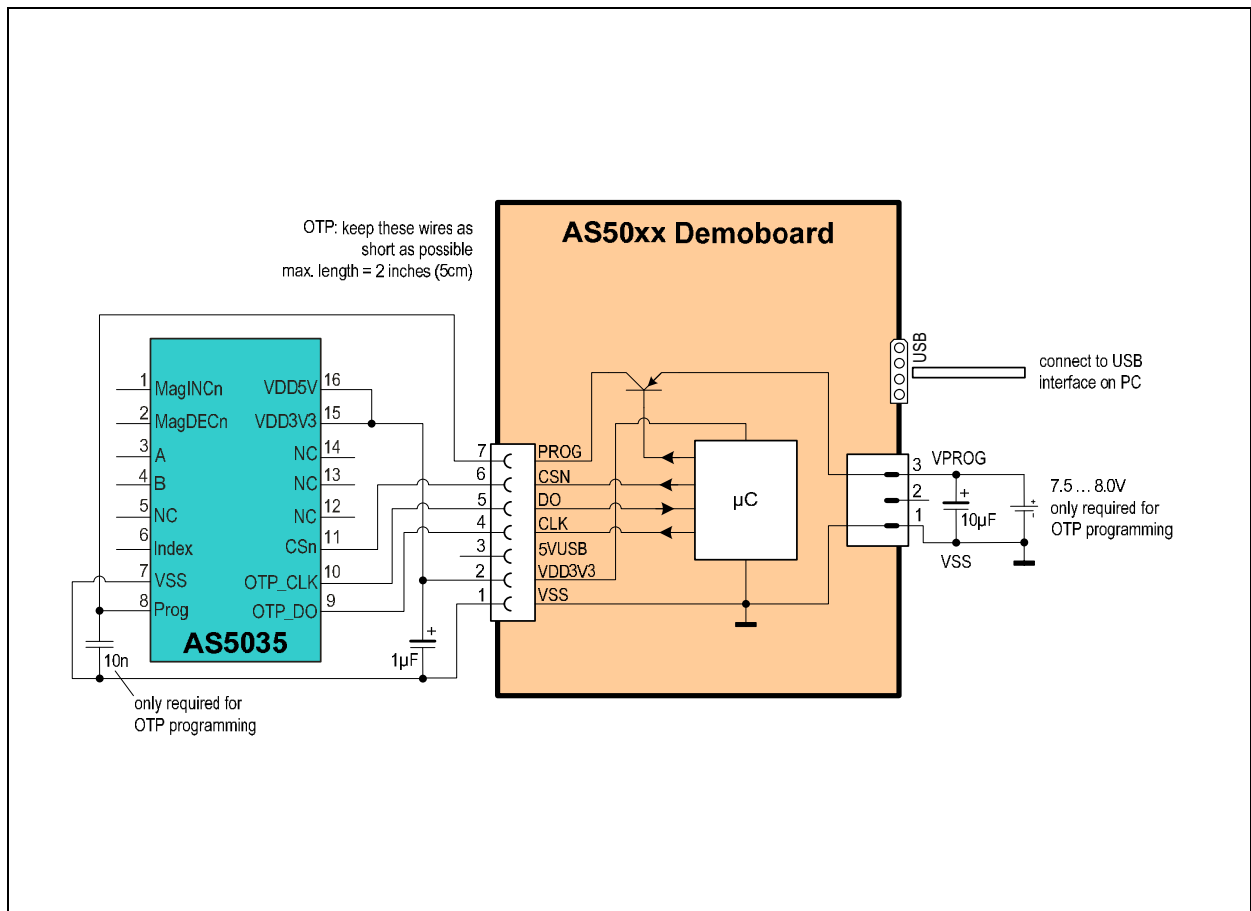 AS50xx Demoboard
OTP: keep these wires as
short as possible
max. length = 2 inches (5cm)
USB
connect to USB
interface on PC
1 MagINCn
2 MagDECn
3 A
4 B
5 NC
6 Index
7 VSS
8 Prog
VDD5V 16
VDD3V3 15
NC 14
NC 13
NC 12
CSn 11
OTP_CLK 10
OTP_DO 9
AS5035
10n
only required for
OTP programming
1µF
+
7 PROG
6 CSN
5 DO
4 CLK
3 5VUSB
2 VDD3V3
1 VSS
µC
3 VPROG
2
1
VSS
+
10µF
+
-
7.5 ... 8.0V
only required for
OTP programming